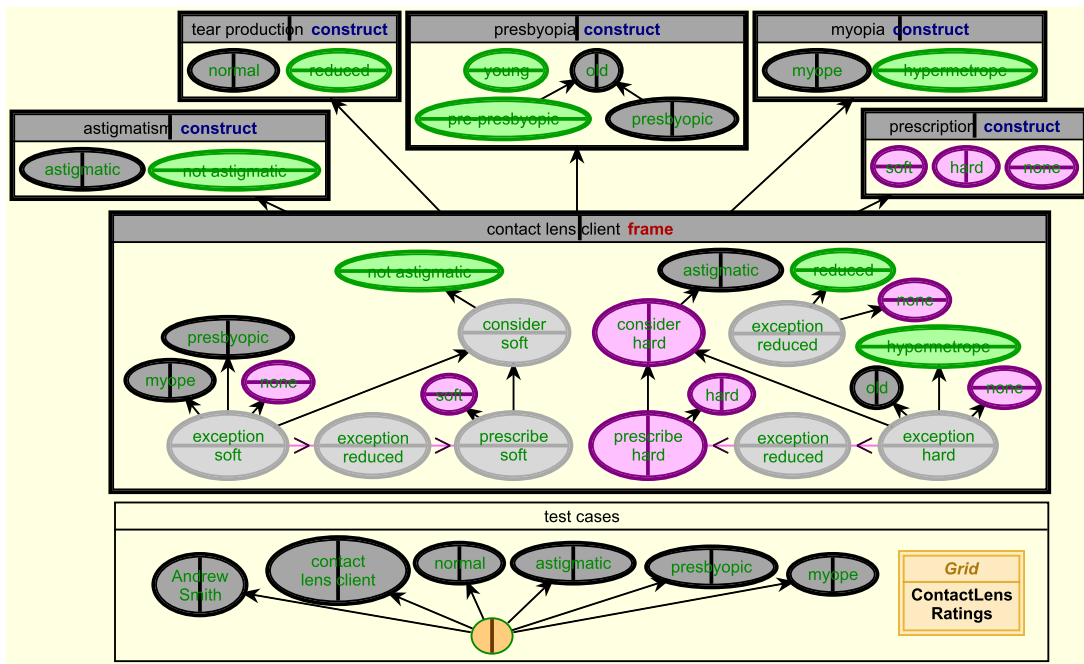 tear production construct
normal
reduced
presbyopia construct
young
old
pre-presbyopic
presbyopic
myopia construct
myope
hypermetrope
astigmatism construct
astigmatic
not astigmatic
prescription construct
soft
hard
none
contact lens client frame
not astigmatic
astigmatic
reduced
none
consider
soft
consider
hard
exception
reduced
presbyopic
hypermetrope
myope
none
soft
hard
old
none
exception
soft
exception
reduced
prescribe
soft
prescribe
hard
exception
reduced
exception
hard
test cases
Andrew
Smith
contact
lens client
normal
astigmatic
presbyopic
myope
Grid
ContactLens
Ratings